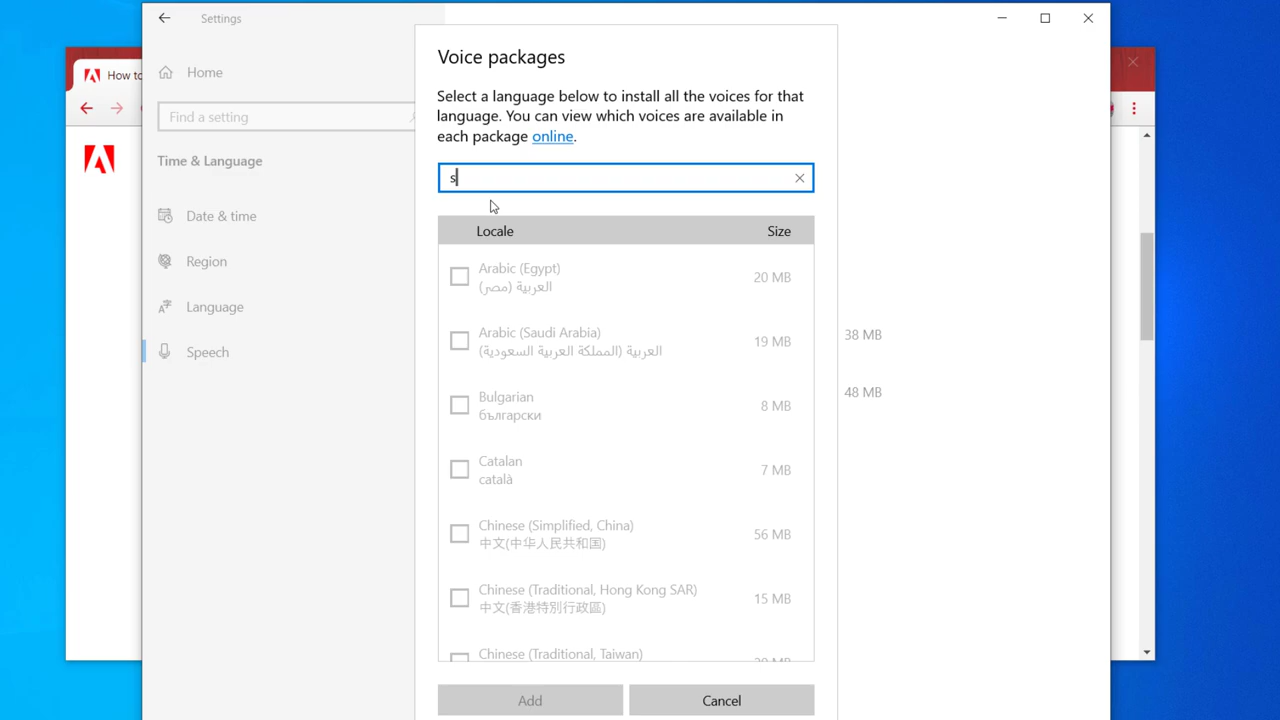 Settings
How to
Home
Find a setting
Time & Language
Date & time
Region
Language
Speech
Voice packages
Select a language below to install all the voices for that
language. You can view which voices are available in
each package online.
s
Locale Size
Arabic (Egypt)
العربية (مصر)
20 MB
Arabic (Saudi Arabia)
العربية (المملكة العربية السعودية)
19 MB
Bulgarian
български
8 MB
Catalan
català
7 MB
Chinese (Simplified, China)
中文(中华人民共和国)
56 MB
Chinese (Traditional, Hong Kong SAR)
中文(香港特別行政區)
15 MB
Chinese (Traditional, Taiwan)
Add
Cancel
38 MB
48 MB